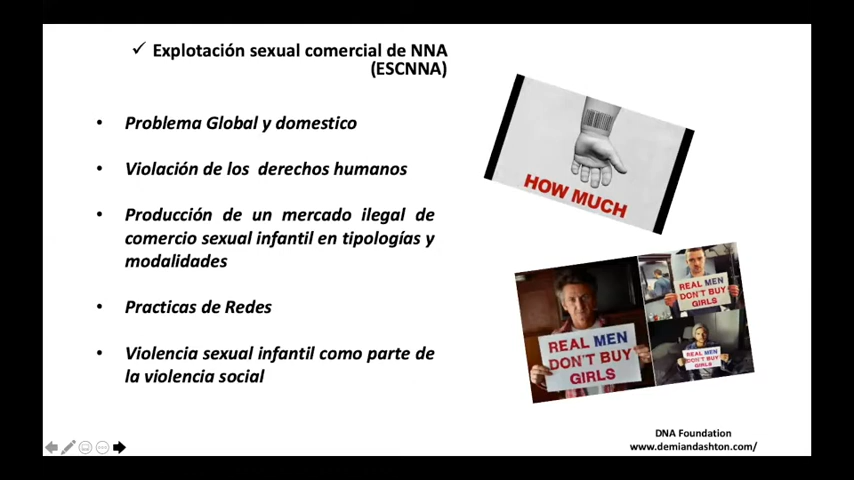 ✓ Explotación sexual comercial de NNA
(ESCNNA)
• Problema Global y domestico
• Violación de los derechos humanos
• Producción de un mercado ilegal de
comercio sexual infantil en tipologías y
modalidades
• Practicas de Redes
• Violencia sexual infantil como parte de
la violencia social
HOW MUCH
REAL MEN
DON'T BUY
GIRLS
REAL MEN
DON'T BUY
GIRLS
REAL MEN
DON'T BUY
GIRLS
DNA Foundation
www.demiandashton.com/